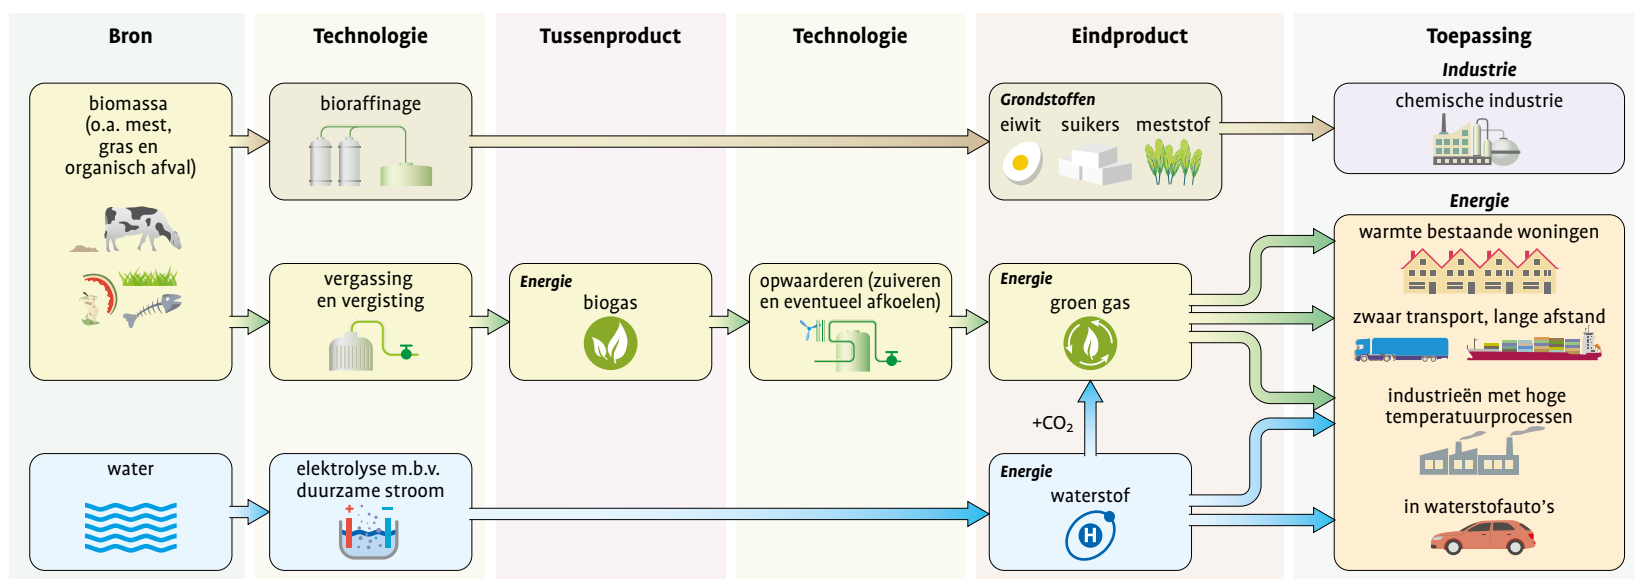 Bron
Technologie
Tussenproduct
Technologie
Eindproduct
Toepassing
biomassa
(o.a. mest,
gras en
organisch afval)
bioraffinage
Grondstoffen
eiwit suikers meststof
Industrie
chemische industrie
vergassing
en vergisting
Energie
biogas
opwaarderen (zuiveren
en eventueel afkoelen)
Energie
groen gas
Energie
warmte bestaande woningen
zwaar transport, lange afstand
industrieën met hoge
temperatuurprocessen
in waterstofauto's
+CO₂
water
elektrolyse m.b.v.
duurzame stroom
+ −
Energie
waterstof
H